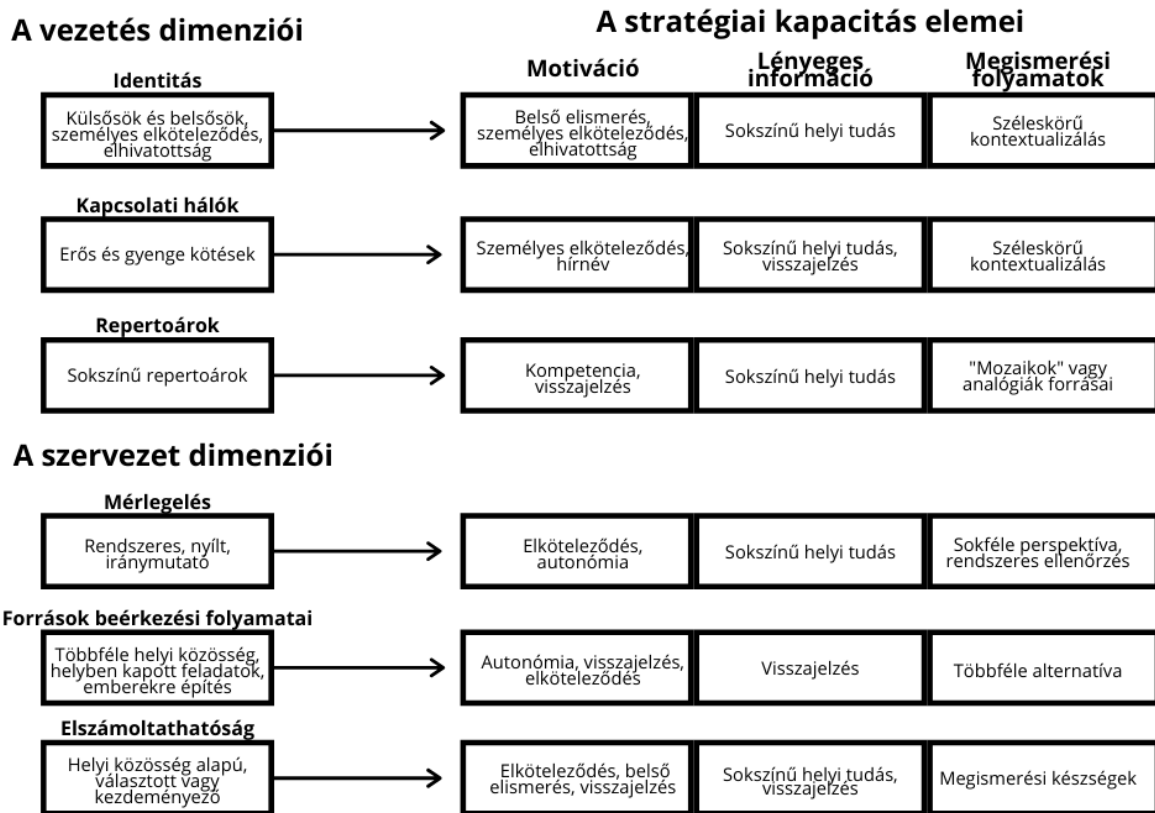 A vezetés dimenziói
A stratégiai kapacitás elemei
Motiváció
Lényeges
információ
Megismerési
folyamatok
Identitás
Külsősök és belsősök,
személyes elköteleződés,
elhivatottság
Belső elismerés,
személyes elköteleződés,
elhivatottság
Sokszínű helyi tudás
Széleskörű
kontextualizálás
Kapcsolati hálók
Erős és gyenge kötések
Személyes elköteleződés,
hírnév
Sokszínű helyi tudás,
visszajelzés
Széleskörű
kontextualizálás
Repertoárok
Sokszínű repertoárok
Kompetencia,
visszajelzés
Sokszínű helyi tudás
"Mozaikok" vagy
analógiák forrásai
A szervezet dimenziói
Mérlegelés
Rendszeres, nyílt,
iránymutató
Elköteleződés,
autonómia
Sokszínű helyi tudás
Sokféle perspektíva,
rendszeres ellenőrzés
Források beérkezési folyamatai
Többféle helyi közösség,
helyben kapott feladatok,
emberekre építés
Autonómia, visszajelzés,
elköteleződés
Visszajelzés
Többféle alternatíva
Elszámoltathatóság
Helyi közösség alapú,
választott vagy
kezdeményező
Elköteleződés, belső
elismerés, visszajelzés
Sokszínű helyi tudás,
visszajelzés
Megismerési készségek